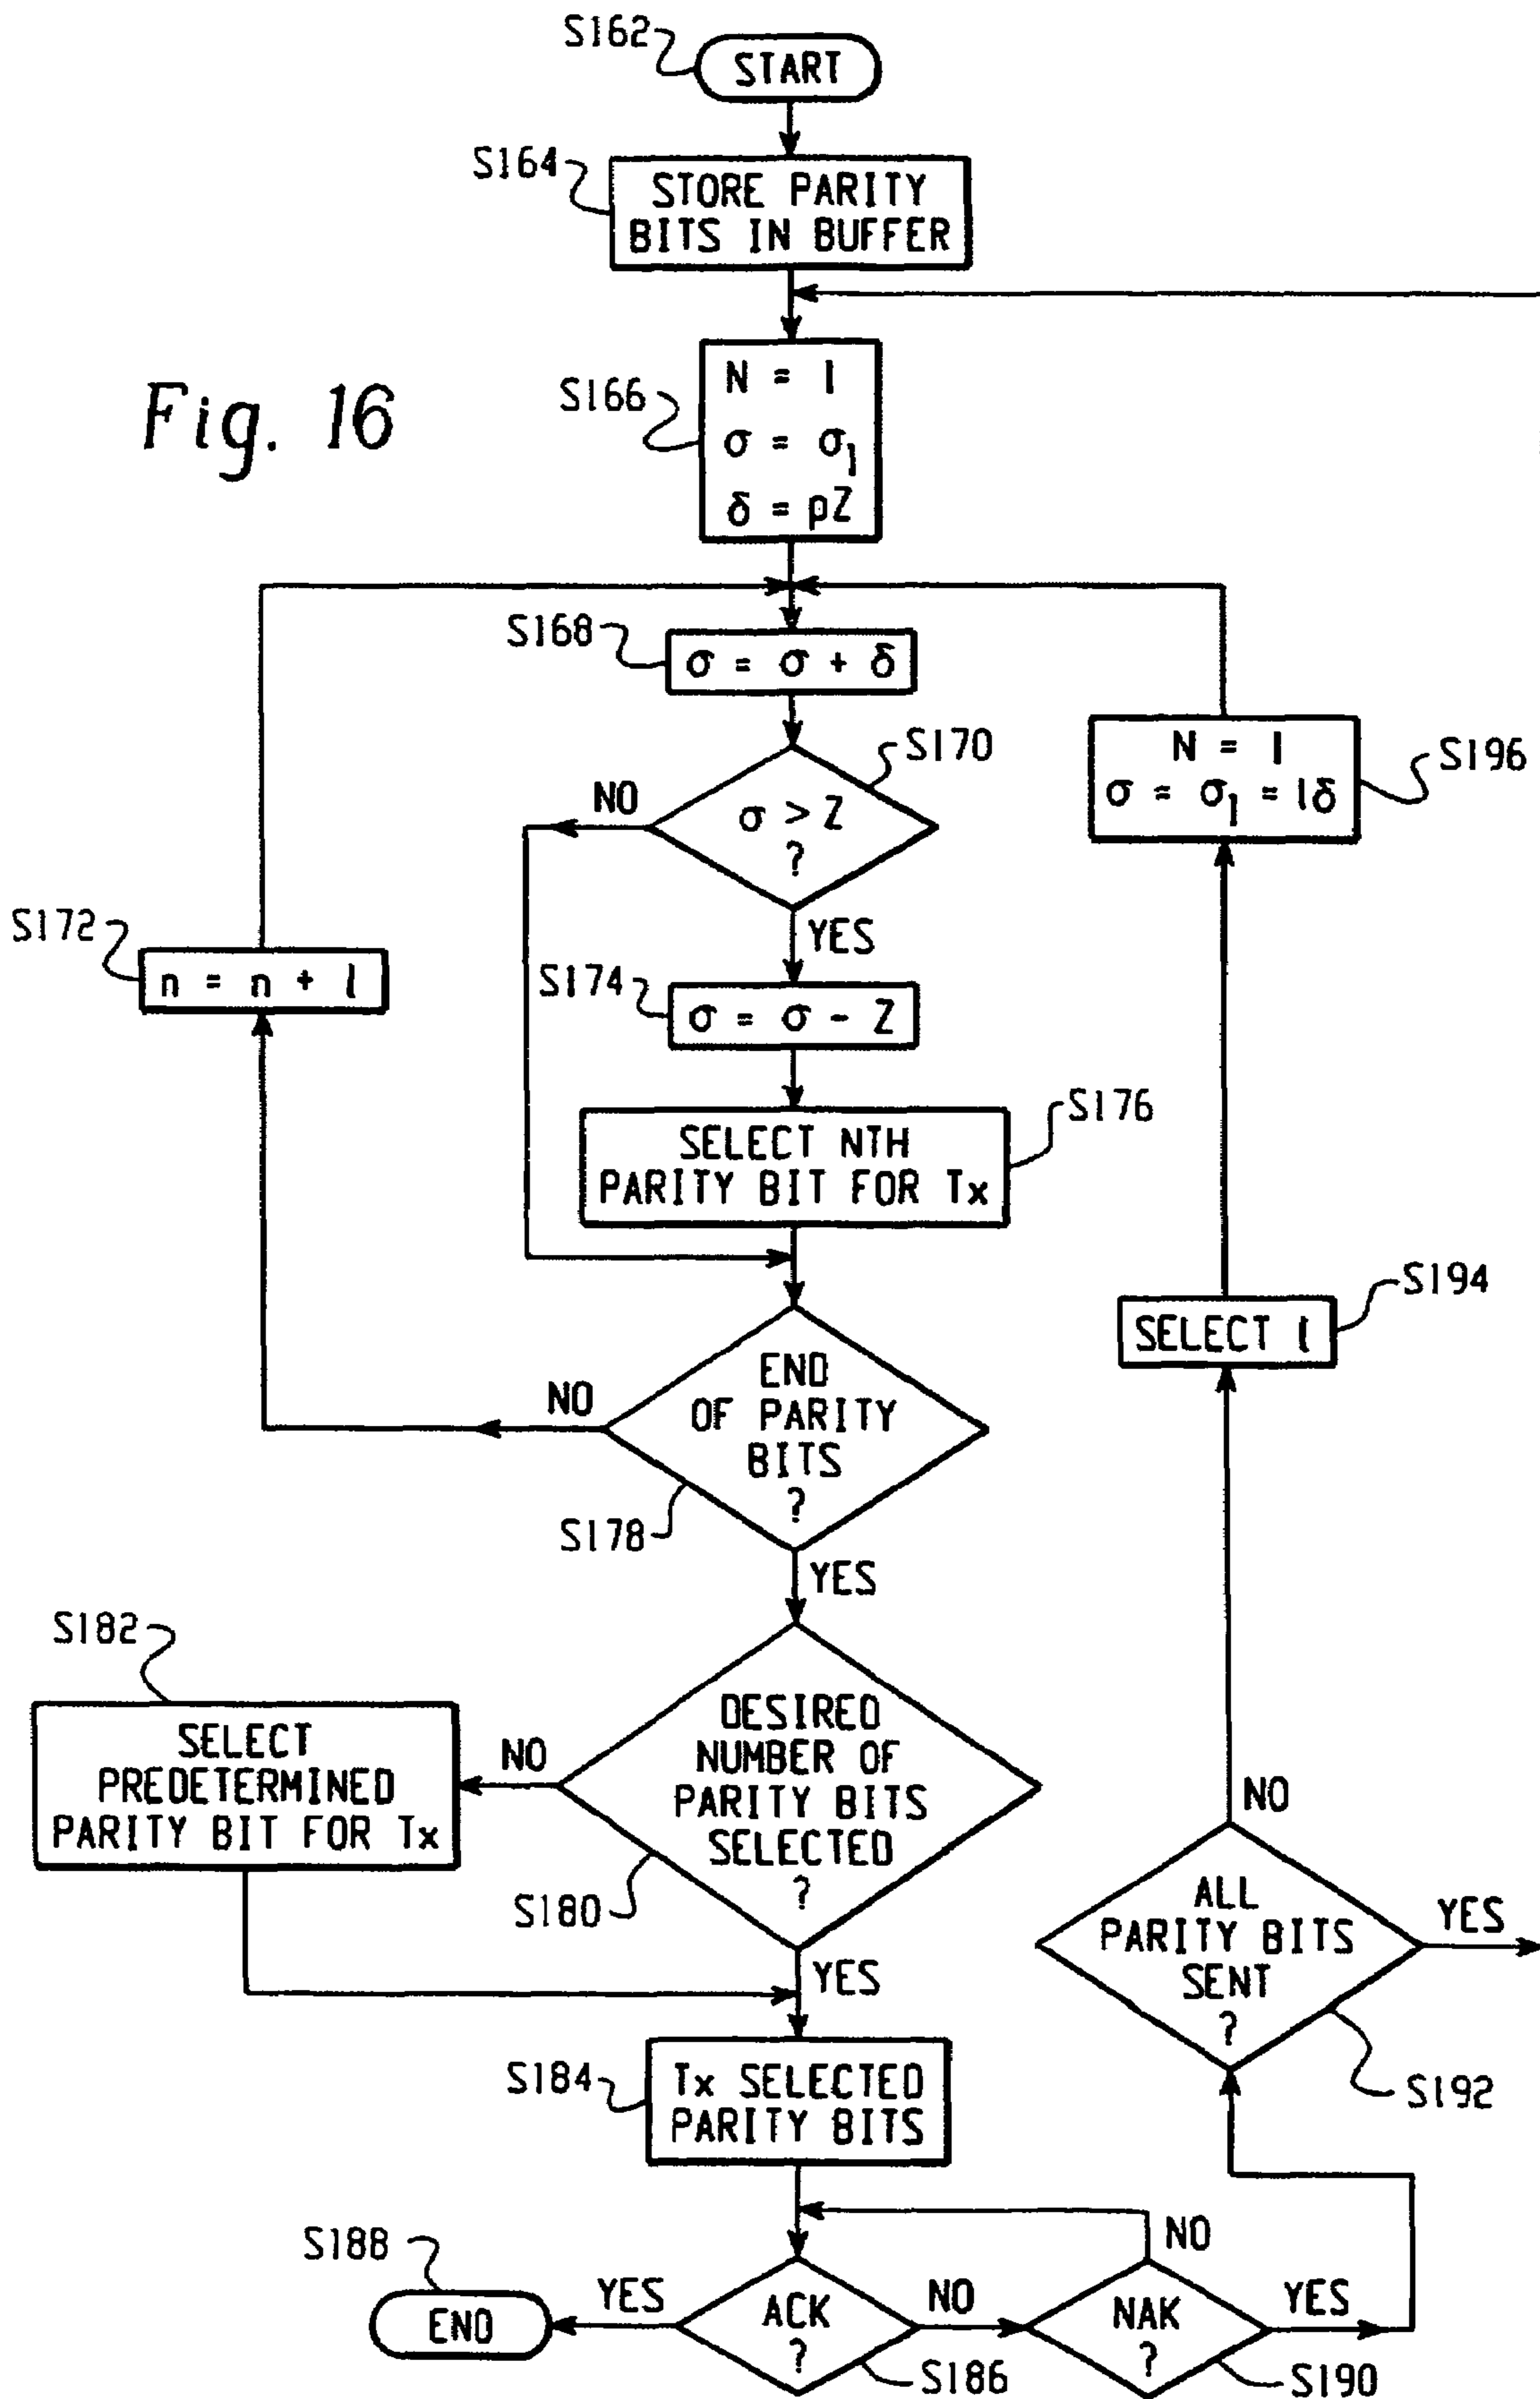 S162
START
S164
STORE PARITY
BITS IN BUFFER
Fig. 16
S166
N = 1
σ = σ₁
δ = pZ
S168
σ = σ + δ
S170
NO
σ > Z
?
YES
N = 1
σ = σ₁ = lδ
S196
S172
n = n + 1
S174
σ = σ - Z
S176
SELECT NTH
PARITY BIT FOR Tx
S194
SELECT l
NO
END
OF PARITY
BITS
?
S178
YES
S182
SELECT
PREDETERMINED
PARITY BIT FOR Tx
NO
DESIRED
NUMBER OF
PARITY BITS
SELECTED
?
S180
YES
NO
ALL
PARITY BITS
SENT
?
YES
S192
S184
Tx SELECTED
PARITY BITS
S188
END
YES
ACK
?
S186
NO
NO
NAK
?
YES
S190